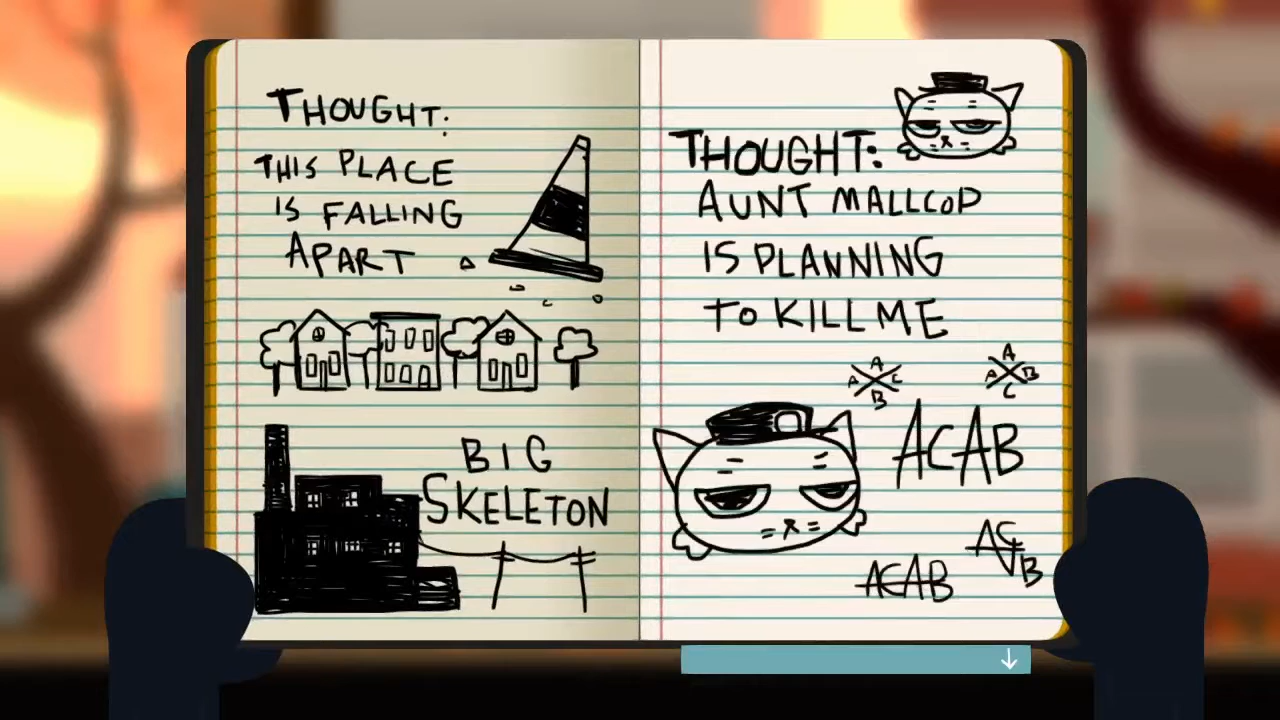 THOUGHT:
THIS PLACE
IS FALLING
APART
BIG
SKELETON
THOUGHT:
AUNT MALLCOP
IS PLANNING
TO KILL ME
A
A C
B
A
A B
C
ACAB
ACAB
ACAB